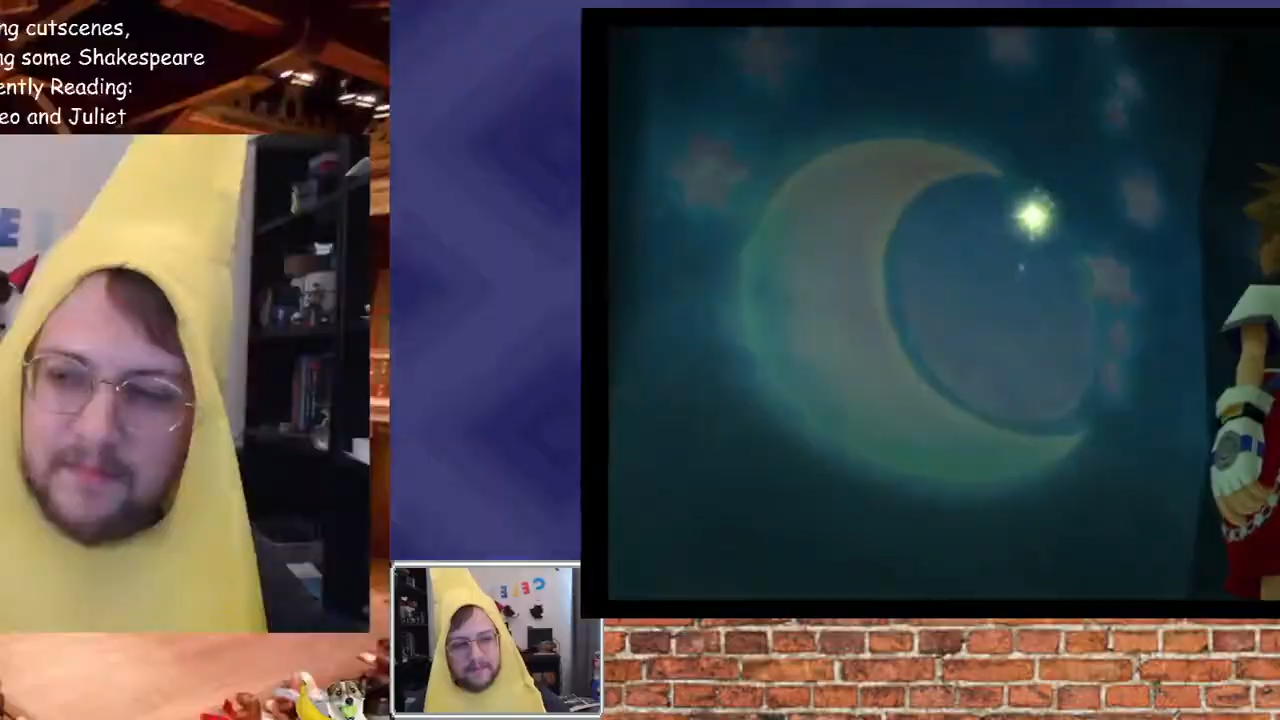 ng cutscenes,
ng some Shakespeare
ently Reading:
eo and Juliet